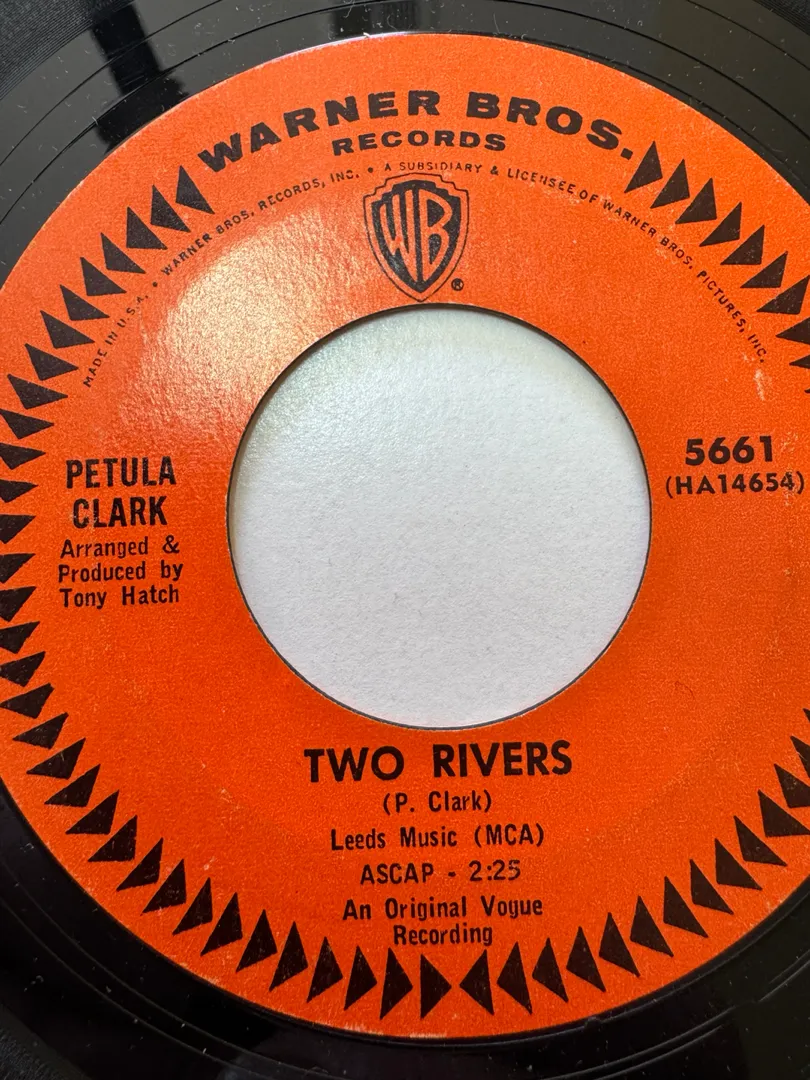 WARNER BROS.
RECORDS
MADE IN U.S.A. • WARNER BROS. RECORDS, INC. • A SUBSIDIARY & LICENSEE OF WARNER BROS. PICTURES, INC.
WB
®
PETULA
CLARK
Arranged &
Produced by
Tony Hatch
5661
(HA14654)
TWO RIVERS
(P. Clark)
Leeds Music (MCA)
ASCAP - 2:25
An Original Vogue
Recording